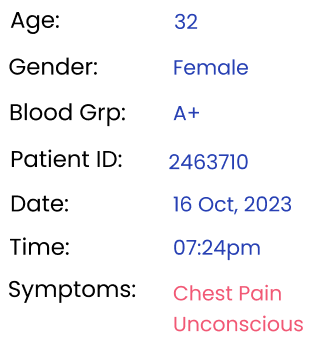 Age: 32
Gender: Female
Blood Grp: A+
Patient ID: 2463710
Date: 16 Oct, 2023
Time: 07:24pm
Symptoms: Chest Pain
Unconscious